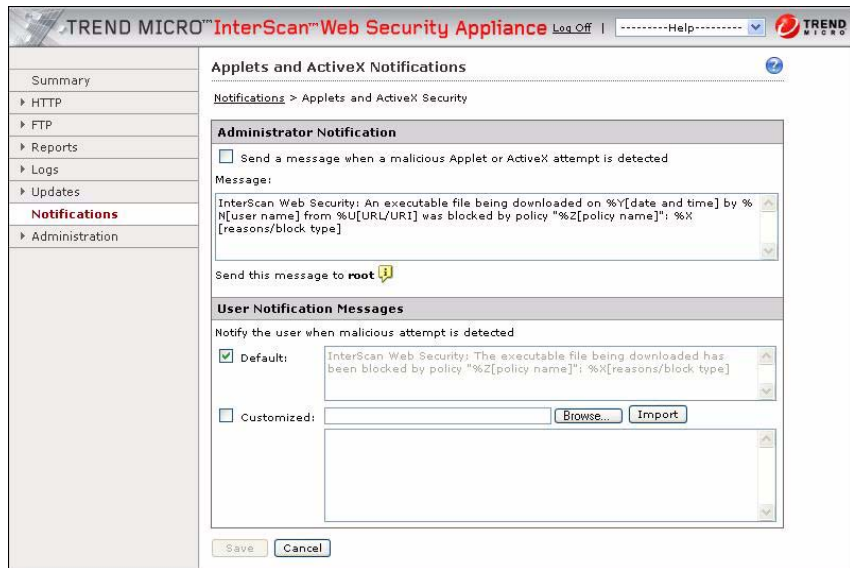 TREND MICRO™ InterScan™ Web Security Appliance Log Off | ---------Help--------- TREND MICRO
Applets and ActiveX Notifications
Summary
Notifications > Applets and ActiveX Security
HTTP
FTP
Reports
Logs
Updates
Notifications
Administration
Administrator Notification
Send a message when a malicious Applet or ActiveX attempt is detected
Message:
InterScan Web Security: An executable file being downloaded on %Y[date and time] by %
N[user name] from %U[URL/URI] was blocked by policy "%Z[policy name]": %X
[reasons/block type]
Send this message to root
User Notification Messages
Notify the user when malicious attempt is detected
Default:
InterScan Web Security: The executable file being downloaded has
been blocked by policy "%Z[policy name]": %X[reasons/block type]
Customized:
Browse... Import
Save Cancel